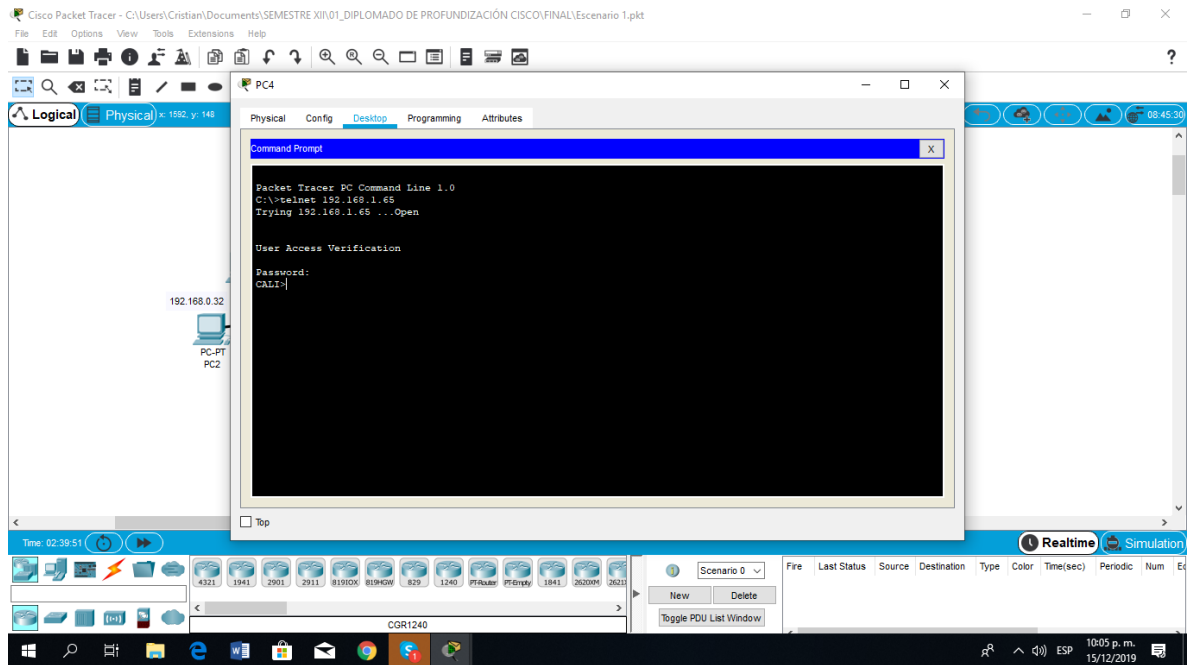 Cisco Packet Tracer - C:\Users\Cristian\Documents\SEMESTRE XII\01_DIPLOMADO DE PROFUNDIZACIÓN CISCO\FINAL\Escenario 1.pkt
File Edit Options View Tools Extensions Help
?
PC4
Logical
Physical
x: 1592, y: 148
08:45:30
Physical Config Desktop Programming Attributes
Command Prompt
X
Packet Tracer PC Command Line 1.0
C:\>telnet 192.168.1.65
Trying 192.168.1.65 ...Open
User Access Verification
Password:
CALI>
192.168.0.32
PC-PT
PC2
Top
Time: 02:39:51
Realtime
Simulation
4321 1941 2901 2911 819IOX 819HGW 829 1240 PT-Router PT-Empty 1841 2620XM 2621
CGR1240
Scenario 0
New Delete
Toggle PDU List Window
Fire Last Status Source Destination Type Color Time(sec) Periodic Num Ed
ESP
10:05 p. m.
15/12/2019